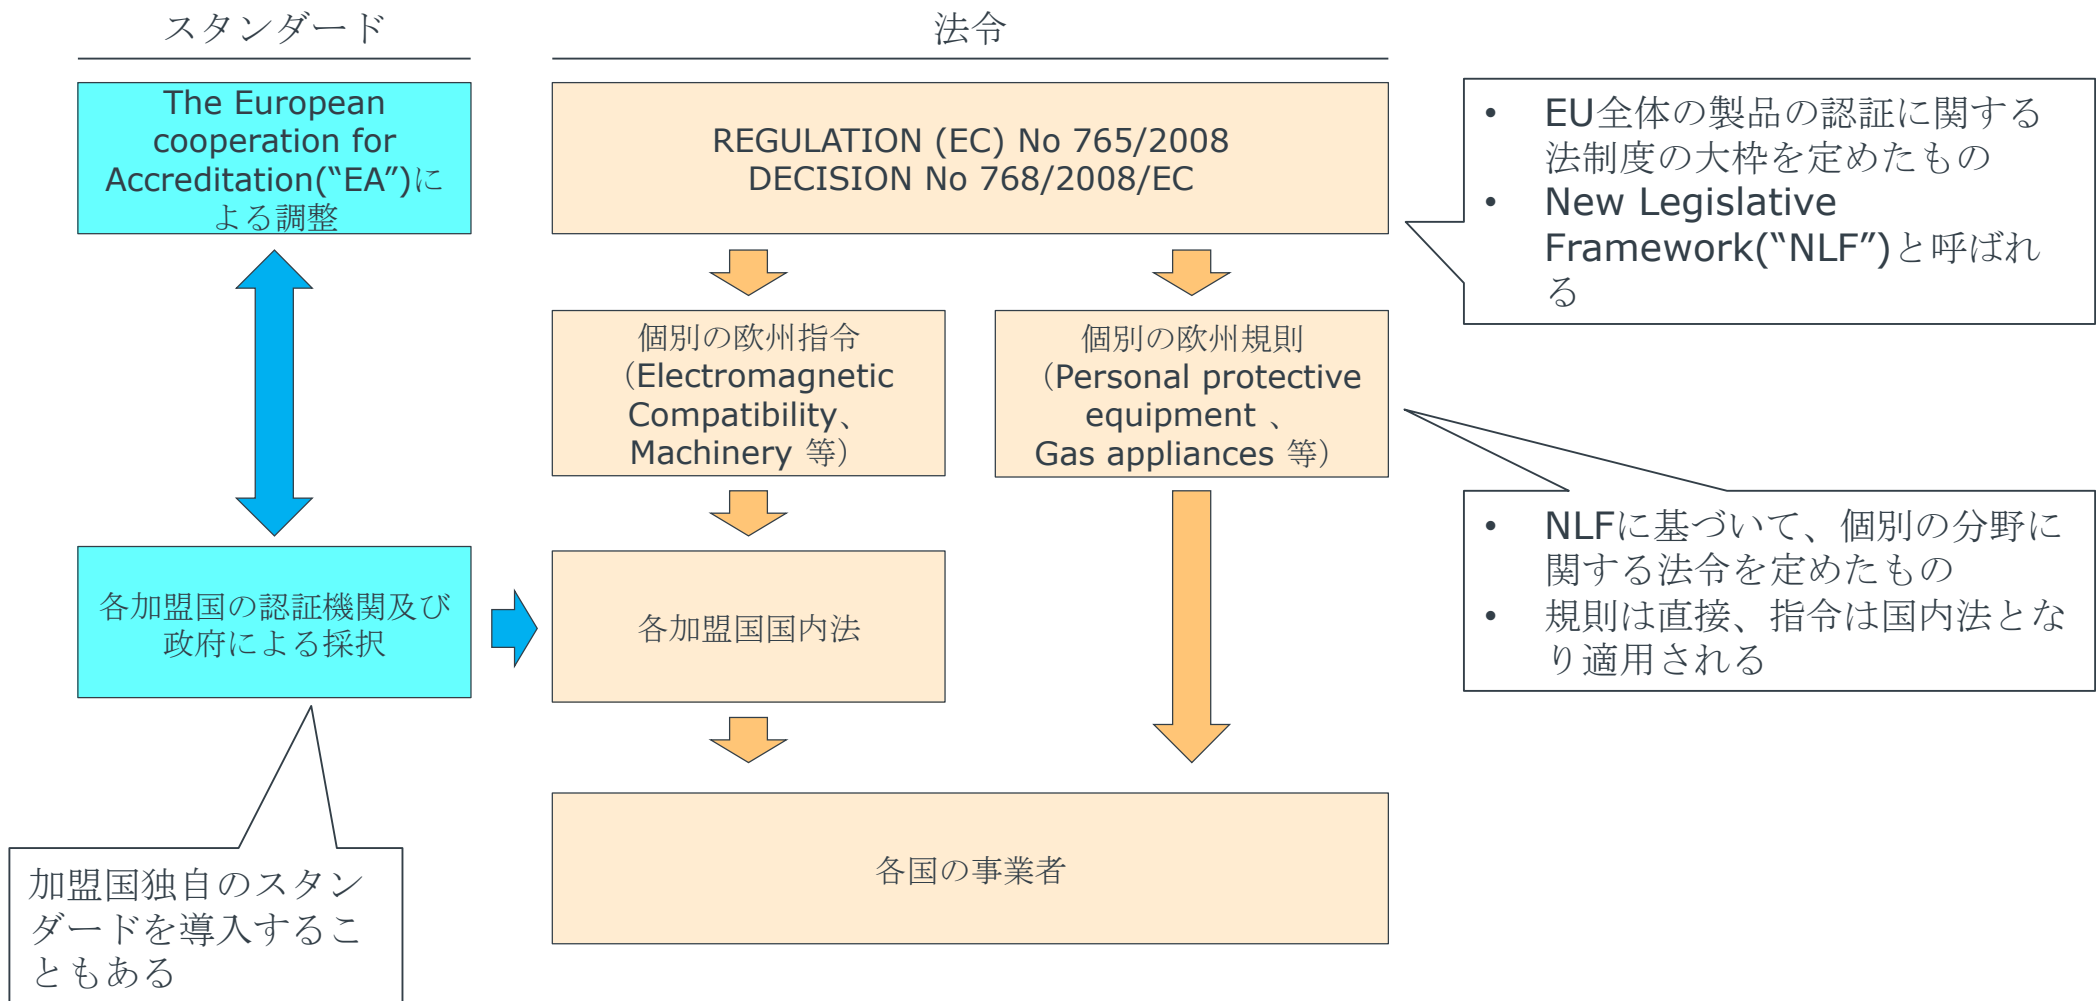 スタンダード
法令
The European
cooperation for
Accreditation(“EA”)に
よる調整
REGULATION (EC) No 765/2008
DECISION No 768/2008/EC
• EU全体の製品の認証に関する
法制度の大枠を定めたもの
• New Legislative
Framework(“NLF”)と呼ばれ
る
個別の欧州指令
（Electromagnetic
Compatibility、
Machinery 等）
個別の欧州規則
（Personal protective
equipment 、
Gas appliances 等）
• NLFに基づいて、個別の分野に
関する法令を定めたもの
• 規則は直接、指令は国内法とな
り適用される
各加盟国の認証機関及び
政府による採択
各加盟国国内法
各国の事業者
加盟国独自のスタン
ダードを導入するこ
ともある